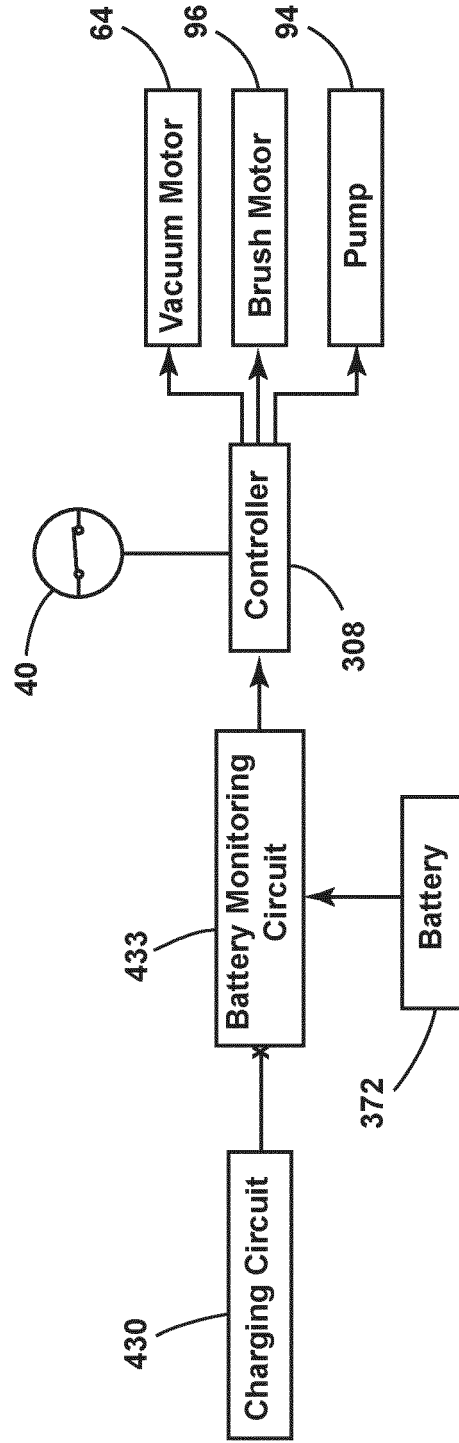 40
64
Vacuum Motor
96
Brush Motor
94
Pump
Controller
308
433
Battery Monitoring
Circuit
Battery
372
430
Charging Circuit